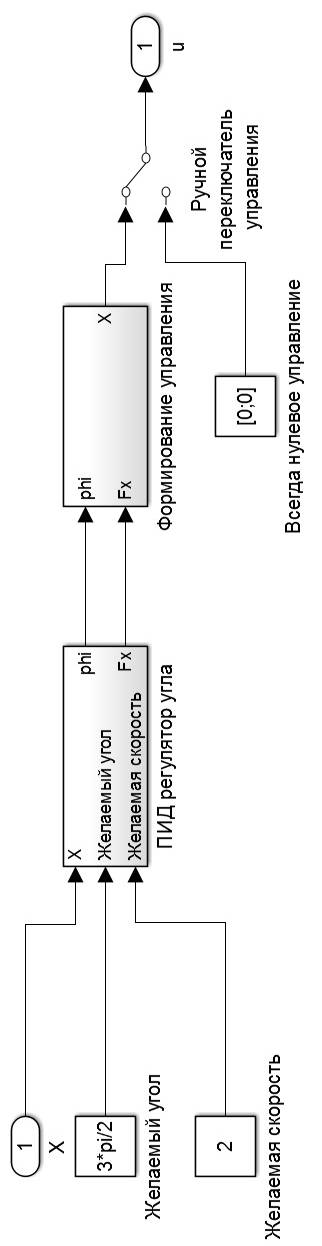 1
X
3*pi/2
Желаемый угол
2
Желаемая скорость
X
Желаемый угол
Желаемая скорость
phi
Fx
ПИД регулятор угла
phi
Fx
X
Формирование управления
[0;0]
Всегда нулевое управление
Ручной
переключатель
управления
1
u